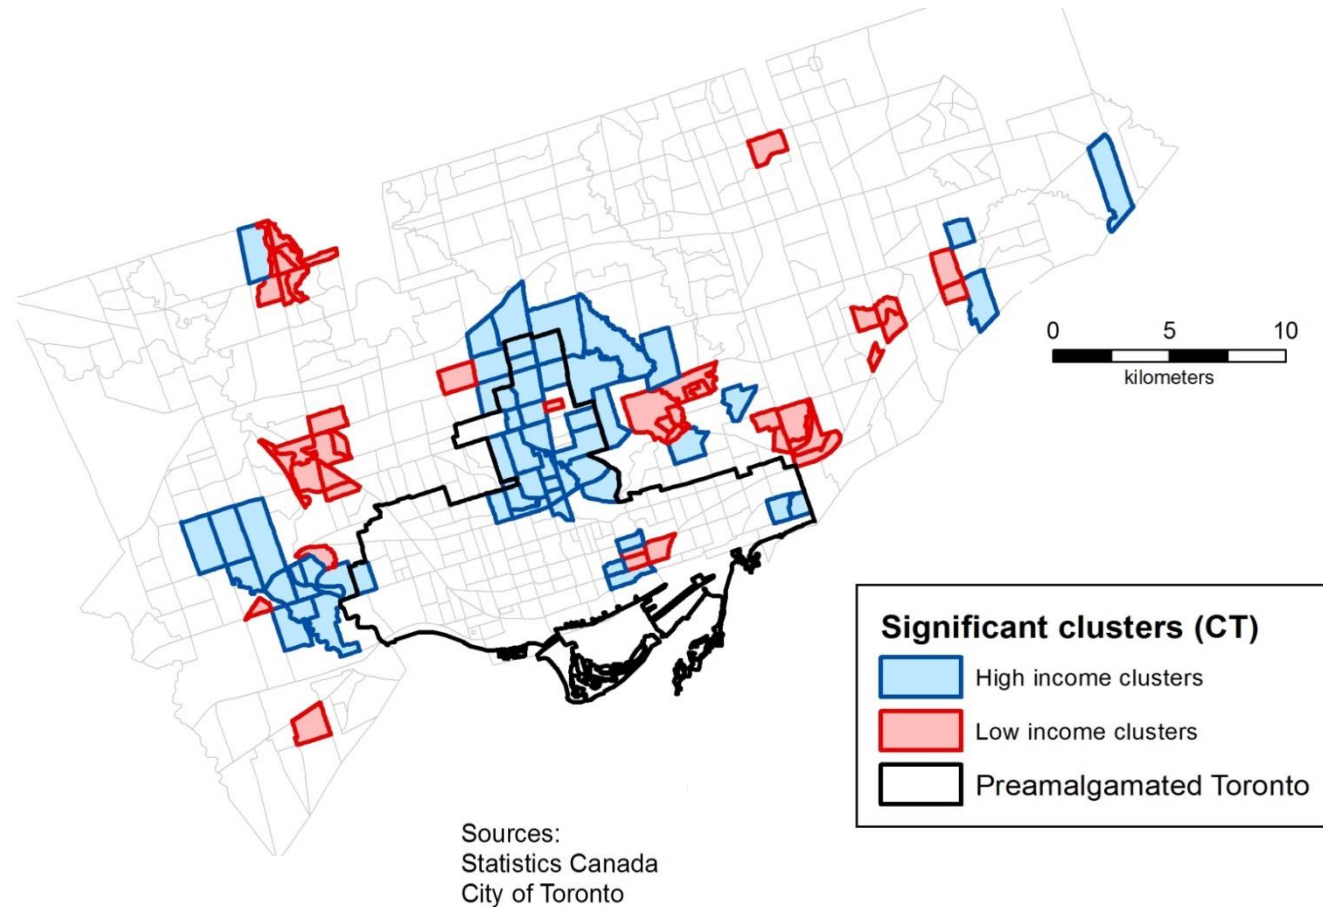 0 5 10
kilometers
Significant clusters (CT)
High income clusters
Low income clusters
Preamalgamated Toronto
Sources:
Statistics Canada
City of Toronto